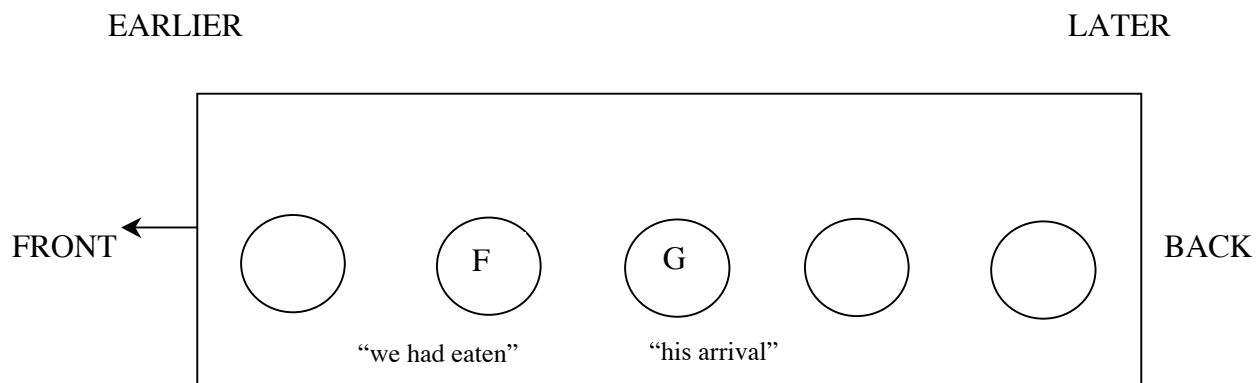 EARLIER LATER
F G
FRONT BACK
“we had eaten” “his arrival”